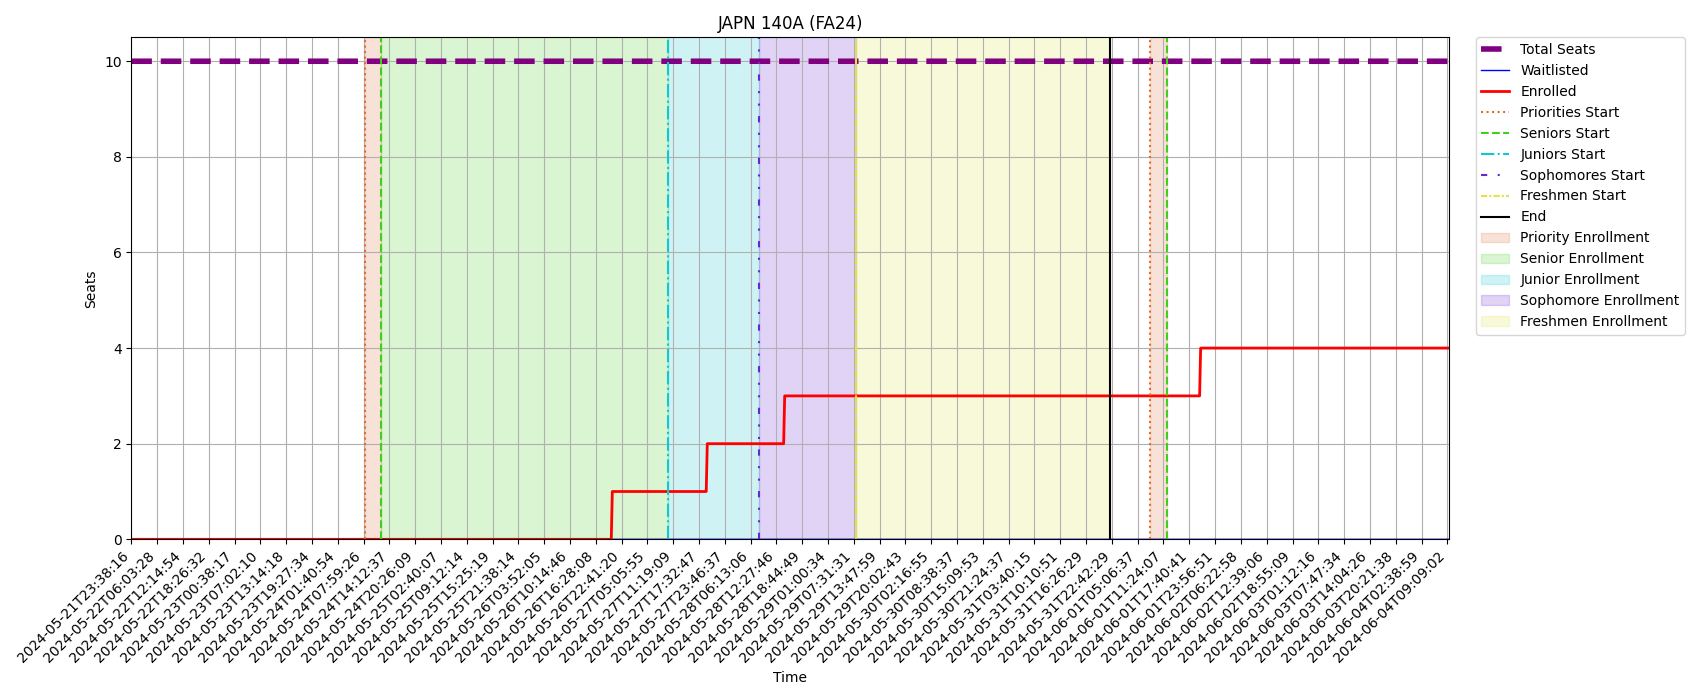 JAPN 140A (FA24)
Total Seats
Waitlisted
Enrolled
Priorities Start
Seniors Start
Juniors Start
Sophomores Start
Freshmen Start
End
Priority Enrollment
Senior Enrollment
Junior Enrollment
Sophomore Enrollment
Freshmen Enrollment
Seats
10
8
6
4
2
0
2024-05-21T23:38:16
2024-05-22T06:03:28
2024-05-22T12:14:54
2024-05-22T18:26:32
2024-05-23T00:38:17
2024-05-23T07:02:10
2024-05-23T13:14:18
2024-05-23T19:27:34
2024-05-24T01:40:54
2024-05-24T07:59:26
2024-05-24T14:12:37
2024-05-24T20:26:09
2024-05-25T02:40:07
2024-05-25T09:12:14
2024-05-25T15:25:19
2024-05-25T21:38:14
2024-05-26T03:52:05
2024-05-26T10:14:46
2024-05-26T16:28:08
2024-05-26T22:41:20
2024-05-27T05:05:55
2024-05-27T11:19:09
2024-05-27T17:32:47
2024-05-27T23:46:37
2024-05-28T06:13:06
2024-05-28T12:27:46
2024-05-28T18:44:49
2024-05-29T01:00:34
2024-05-29T07:31:31
2024-05-29T13:47:59
2024-05-29T20:02:43
2024-05-30T02:16:55
2024-05-30T08:38:37
2024-05-30T15:09:53
2024-05-30T21:24:37
2024-05-31T03:40:15
2024-05-31T10:10:51
2024-05-31T16:26:29
2024-05-31T22:42:29
2024-06-01T05:06:37
2024-06-01T11:24:07
2024-06-01T17:40:41
2024-06-01T23:56:51
2024-06-02T06:22:58
2024-06-02T12:39:06
2024-06-02T18:55:09
2024-06-03T01:12:16
2024-06-03T07:47:34
2024-06-03T14:04:26
2024-06-03T20:21:38
2024-06-04T02:38:59
2024-06-04T09:09:02
Time